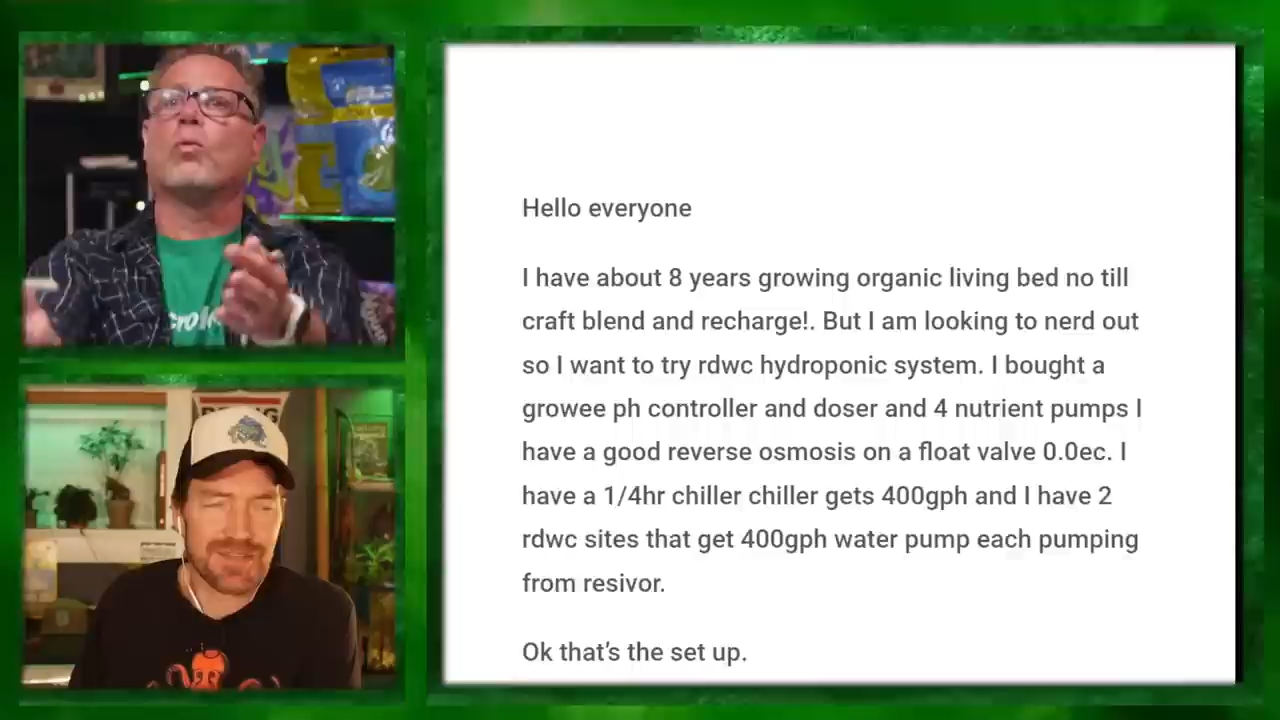 Hello everyone
I have about 8 years growing organic living bed no till
craft blend and recharge!. But I am looking to nerd out
so I want to try rdwc hydroponic system. I bought a
growee ph controller and doser and 4 nutrient pumps I
have a good reverse osmosis on a float valve 0.0ec. I
have a 1/4hr chiller chiller gets 400gph and I have 2
rdwc sites that get 400gph water pump each pumping
from resivor.
Ok that's the set up.